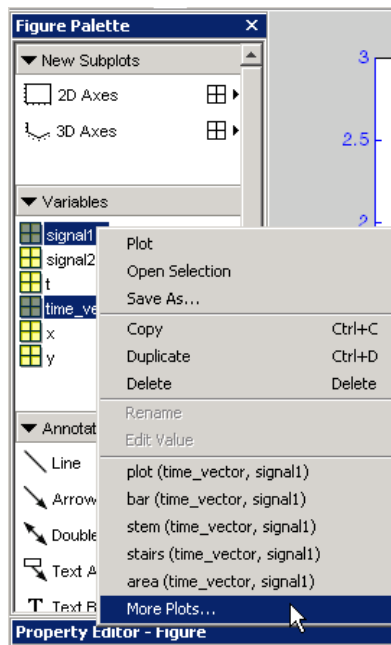 Figure Palette
New Subplots
2D Axes
3D Axes
Variables
signal1
signal2
t
x
y
Annotat
Line
Arrow
Double
Text A
Text B
Plot
Open Selection
Save As...
Copy Ctrl+C
Duplicate Ctrl+D
Delete Delete
Rename
Edit Value
plot (time_vector, signal1)
bar (time_vector, signal1)
stem (time_vector, signal1)
stairs (time_vector, signal1)
area (time_vector, signal1)
More Plots...
Property Editor - Figure
3
2.5
2